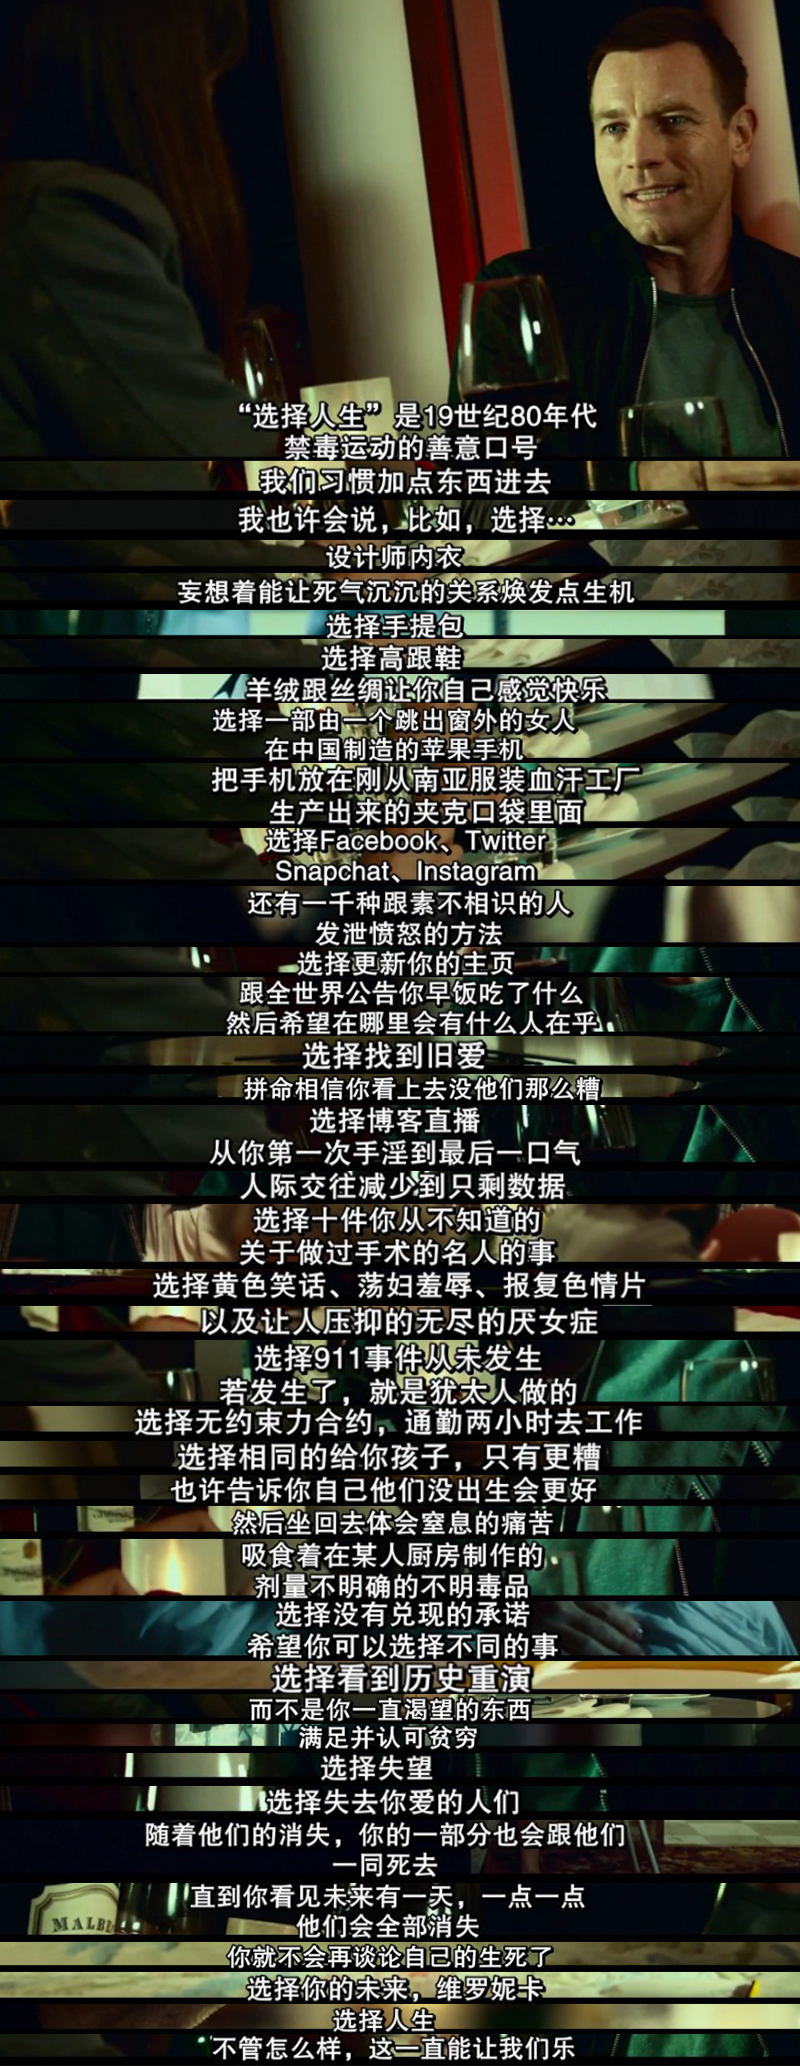 “选择人生”是19世纪80年代
禁毒运动的善意口号
我们习惯加点东西进去
我也许会说，比如，选择…
设计师内衣
妄想着能让死气沉沉的关系焕发点生机
选择手提包
选择高跟鞋
羊绒跟丝绸让你自己感觉快乐
选择一部由一个跳出窗外的女人
在中国制造的苹果手机
把手机放在刚从南亚服装血汗工厂
生产出来的夹克口袋里面
选择Facebook、Twitter
Snapchat、Instagram
还有一千种跟素不相识的人
发泄愤怒的方法
选择更新你的主页
跟全世界公告你早饭吃了什么
然后希望在哪里会有什么人在乎
选择找到旧爱
拼命相信你看上去没他们那么糟
选择博客直播
从你第一次手淫到最后一口气
人际交往减少到只剩数据
选择十件你从不知道的
关于做过手术的名人的事
选择黄色笑话、荡妇羞辱、报复色情片
以及让人压抑的无尽的厌女症
选择911事件从未发生
若发生了，就是犹太人做的
选择无约束力合约，通勤两小时去工作
选择相同的给你孩子，只有更糟
也许告诉你自己他们没出生会更好
然后坐回去体会窒息的痛苦
吸食着在某人厨房制作的
剂量不明确的不明毒品
选择没有兑现的承诺
希望你可以选择不同的事
选择看到历史重演
而不是你一直渴望的东西
满足并认可贫穷
选择失望
选择失去你爱的人们
随着他们的消失，你的一部分也会跟他们
一同死去
直到你看见未来有一天，一点一点
MALBE
他们会全部消失
你就不会再谈论自己的生死了
选择你的未来，维罗妮卡
选择人生
不管怎么样，这一直能让我们乐